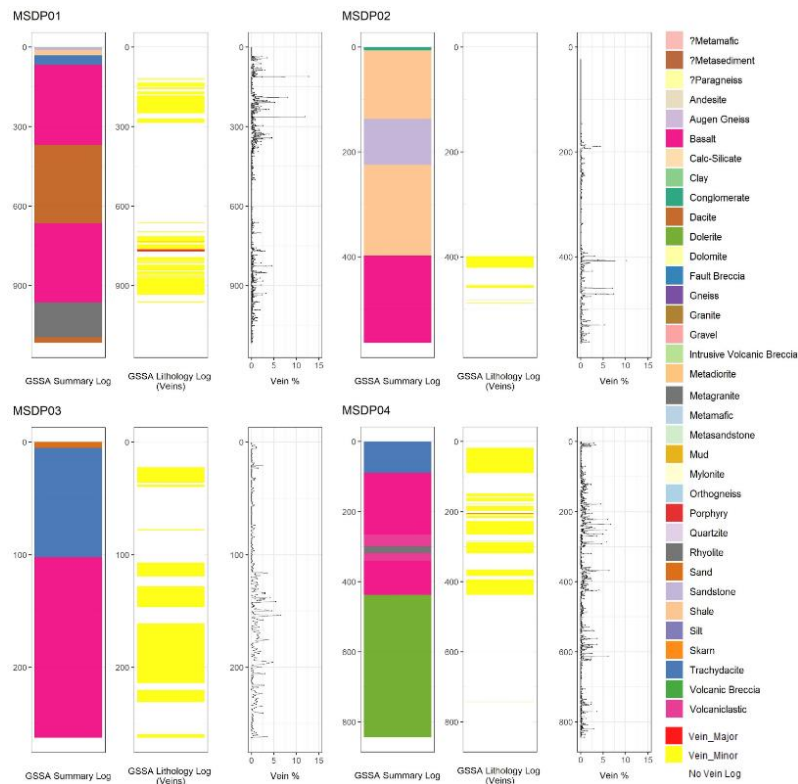 MSDP01
0
300
600
900
GSSA Summary Log
0
300
600
900
GSSA Lithology Log
(Veins)
0
300
600
900
0 5 10 15
Vein %
MSDP02
0
200
400
GSSA Summary Log
0
200
400
GSSA Lithology Log
(Veins)
0
200
400
0 5 10 15
Vein %
MSDP03
0
100
200
GSSA Summary Log
0
100
200
GSSA Lithology Log
(Veins)
0
100
200
0 5 10 15
Vein %
MSDP04
0
200
400
600
800
GSSA Summary Log
0
200
400
600
800
GSSA Lithology Log
(Veins)
0
200
400
600
800
0 5 10 15
Vein %
?Metamafic
?Metasediment
?Paragneiss
Andesite
Augen Gneiss
Basalt
Calc-Silicate
Clay
Conglomerate
Dacite
Dolerite
Dolomite
Fault Breccia
Gneiss
Granite
Gravel
Intrusive Volcanic Breccia
Metadiorite
Metagranite
Metamafic
Metasandstone
Mud
Mylonite
Orthogneiss
Porphyry
Quartzite
Rhyolite
Sand
Sandstone
Shale
Silt
Skarn
Trachydacite
Volcanic Breccia
Volcaniclastic
Vein_Major
Vein_Minor
No Vein Log